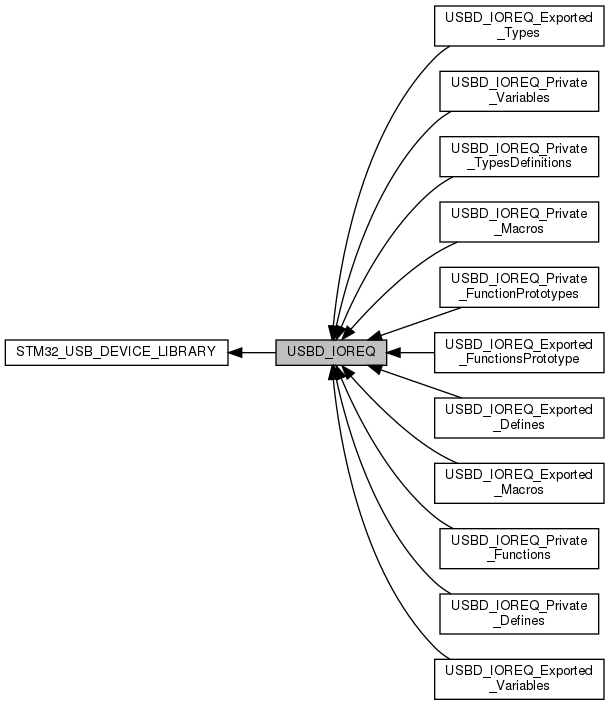 USBD_IOREQ_Exported
_Types
USBD_IOREQ_Private
_Variables
USBD_IOREQ_Private
_TypesDefinitions
USBD_IOREQ_Private
_Macros
USBD_IOREQ_Private
_FunctionPrototypes
STM32_USB_DEVICE_LIBRARY
USBD_IOREQ
USBD_IOREQ_Exported
_FunctionsPrototype
USBD_IOREQ_Exported
_Defines
USBD_IOREQ_Exported
_Macros
USBD_IOREQ_Private
_Functions
USBD_IOREQ_Private
_Defines
USBD_IOREQ_Exported
_Variables